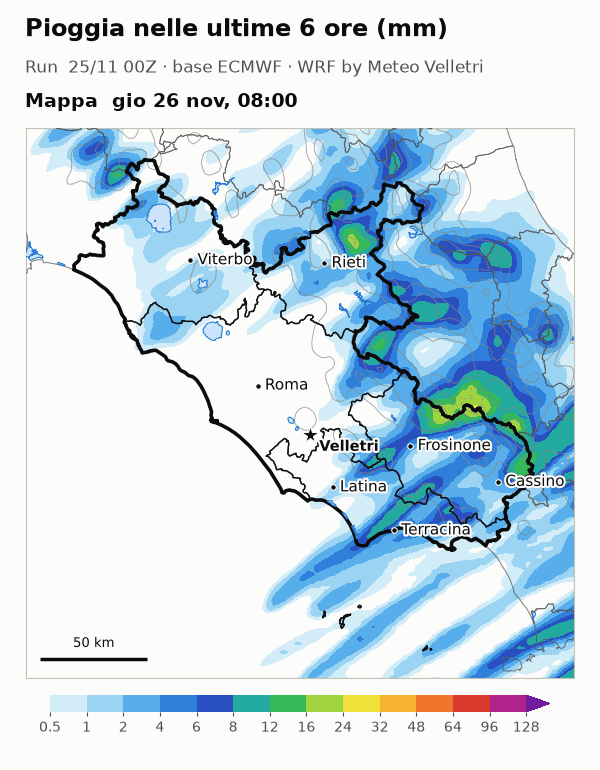 Pioggia nelle ultime 6 ore (mm)
Run  25/11 00Z · base ECMWF · WRF by Meteo Velletri
Mappa  gio 26 nov, 08:00
Viterbo
Rieti
Roma
Velletri
Frosinone
Cassino
Latina
Terracina
50 km
0.5 1 2 4 6 8 12 16 24 32 48 64 96 128